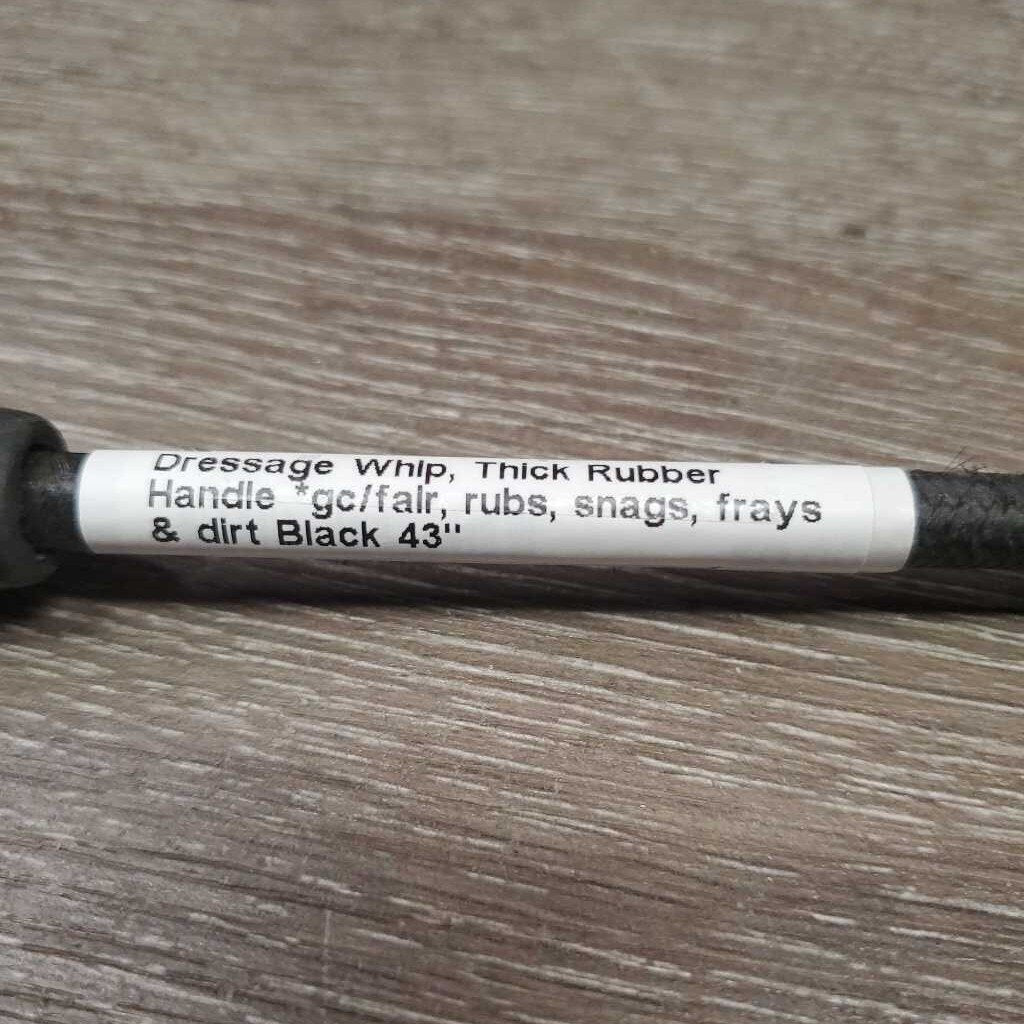 Dressage Whip, Thick Rubber
Handle *gc/fair, rubs, snags, frays
& dirt Black 43"